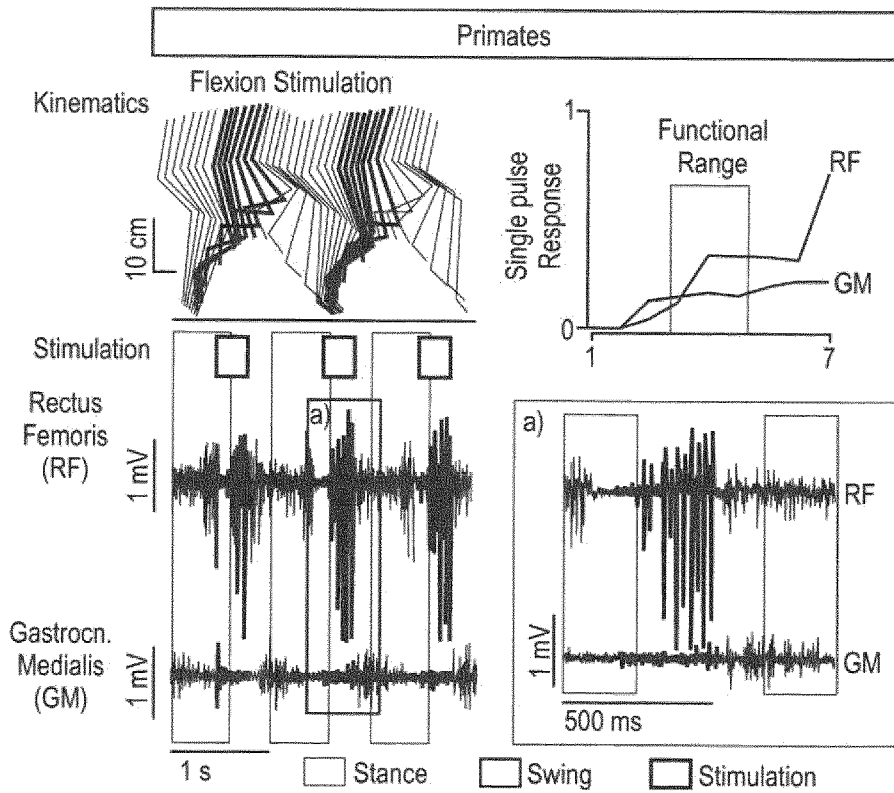 Primates
Flexion Stimulation
Kinematics
10 cm
Single pulse
Response
1
0
Functional
Range
RF
GM
1
7
Stimulation
Rectus
Femoris
(RF)
1 mV
a)
Gastrocn.
Medialis
(GM)
1 mV
1 s
a)
RF
1 mV
GM
500 ms
Stance
Swing
Stimulation